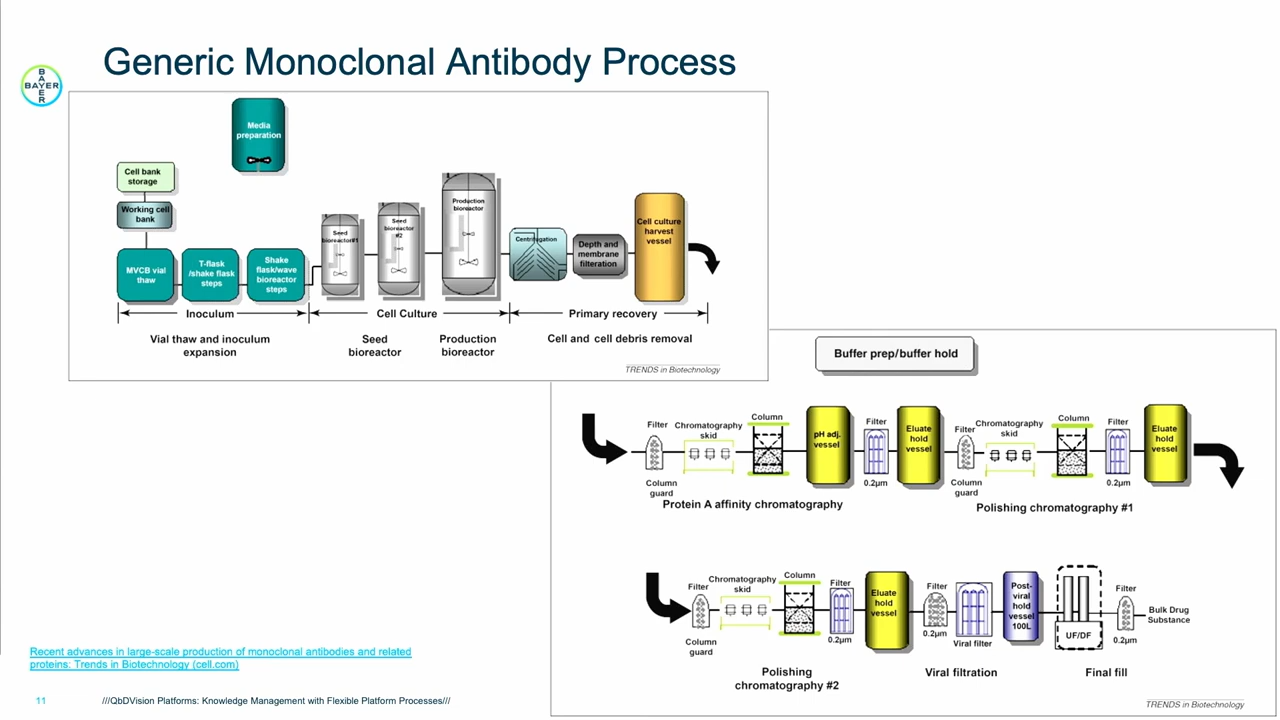 Generic Monoclonal Antibody Process
BAYER
BAYER
Media
preparation
Cell bank
storage
Working cell
bank
MVCB vial
thaw
T-flask
/shake flask
steps
Shake
flask/wave
bioreactor
steps
Seed
bioreactor#1
Seed
bioreactor
#2
Production
bioreactor
Centrifugation
Depth and
membrane
filteration
Cell culture
harvest
vessel
Inoculum
Cell Culture
Primary recovery
Vial thaw and inoculum
expansion
Seed
bioreactor
Production
bioreactor
Cell and cell debris removal
TRENDS in Biotechnology
Buffer prep/buffer hold
Filter
Chromatography
skid
Column
pH adj.
vessel
Filter
Eluate
hold
vessel
Filter
Chromatography
skid
Column
Filter
Eluate
hold
vessel
Column
guard
0.2µm
Column
guard
0.2µm
Protein A affinity chromatography
Polishing chromatography #1
Filter
Chromatography
skid
Column
Filter
Eluate
hold
vessel
Filter
Post-
viral
hold
vessel
100L
UF/DF
Filter
Bulk Drug
Substance
Column
guard
0.2µm
0.2µm
Viral filter
0.2µm
Polishing
chromatography #2
Viral filtration
Final fill
TRENDS in Biotechnology
Recent advances in large-scale production of monoclonal antibodies and related
proteins: Trends in Biotechnology (cell.com)
11
///QbDVision Platforms: Knowledge Management with Flexible Platform Processes///